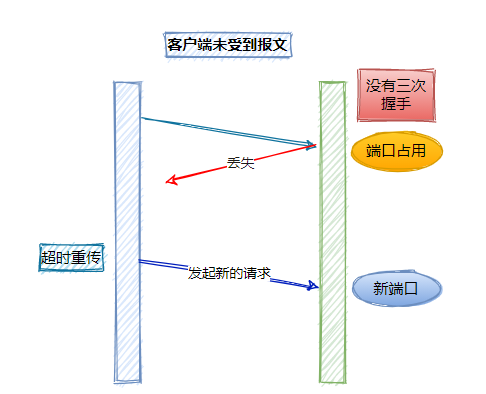 客户端未受到报文
没有三次
握手
端口占用
丢失
超时重传
发起新的请求
新端口